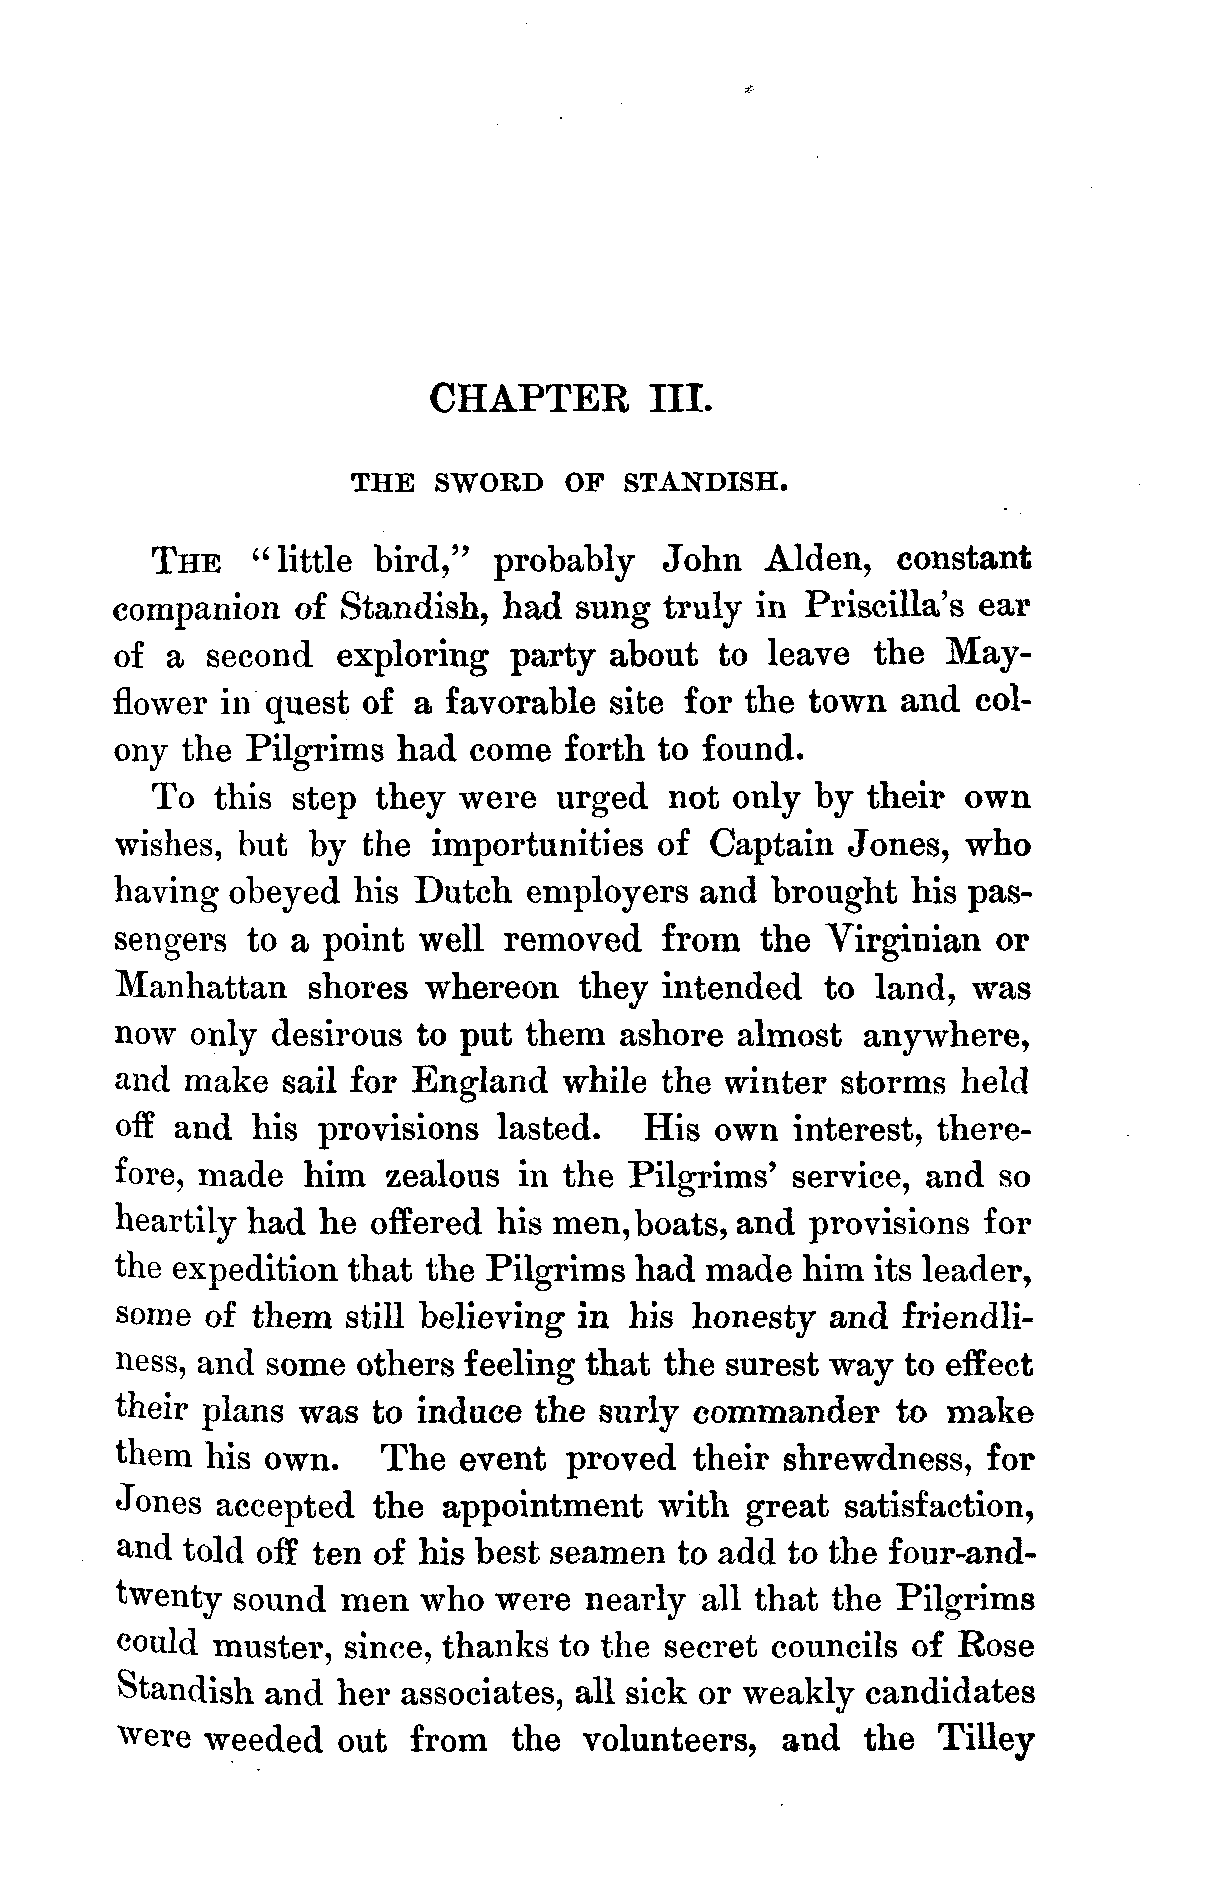 CHAPTER III.
THE SWORD OF STANDISH.
THE "little bird," probably John Alden, constant
companion of Standish, had sung truly in Priscilla's ear
of a second exploring party about to leave the May-
flower in quest of a favorable site for the town and col-
ony the Pilgrims had come forth to found.
To this step they were urged not only by their own
wishes, but by the importunities of Captain Jones, who
having obeyed his Dutch employers and brought his pas-
sengers to a point well removed from the Virginian or
Manhattan shores whereon they intended to land, was
now only desirous to put them ashore almost anywhere,
and make sail for England while the winter storms held
off and his provisions lasted. His own interest, there-
fore, made him zealous in the Pilgrims' service, and so
heartily had he offered his men, boats, and provisions for
the expedition that the Pilgrims had made him its leader,
some of them still believing in his honesty and friendli-
ness, and some others feeling that the surest way to effect
their plans was to induce the surly commander to make
them his own. The event proved their shrewdness, for
Jones accepted the appointment with great satisfaction,
and told off ten of his best seamen to add to the four-and-
twenty sound men who were nearly all that the Pilgrims
could muster, since, thanks to the secret councils of Rose
Standish and her associates, all sick or weakly candidates
were weeded out from the volunteers, and the Tilley